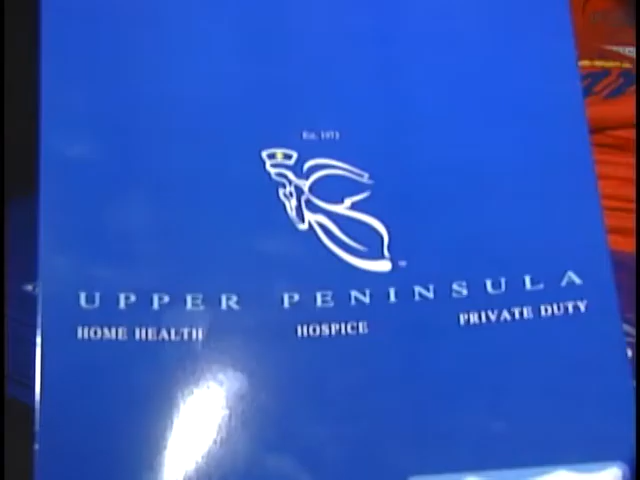 Est. 1971
UPPER PENINSULA
HOME HEALTH HOSPICE PRIVATE DUTY